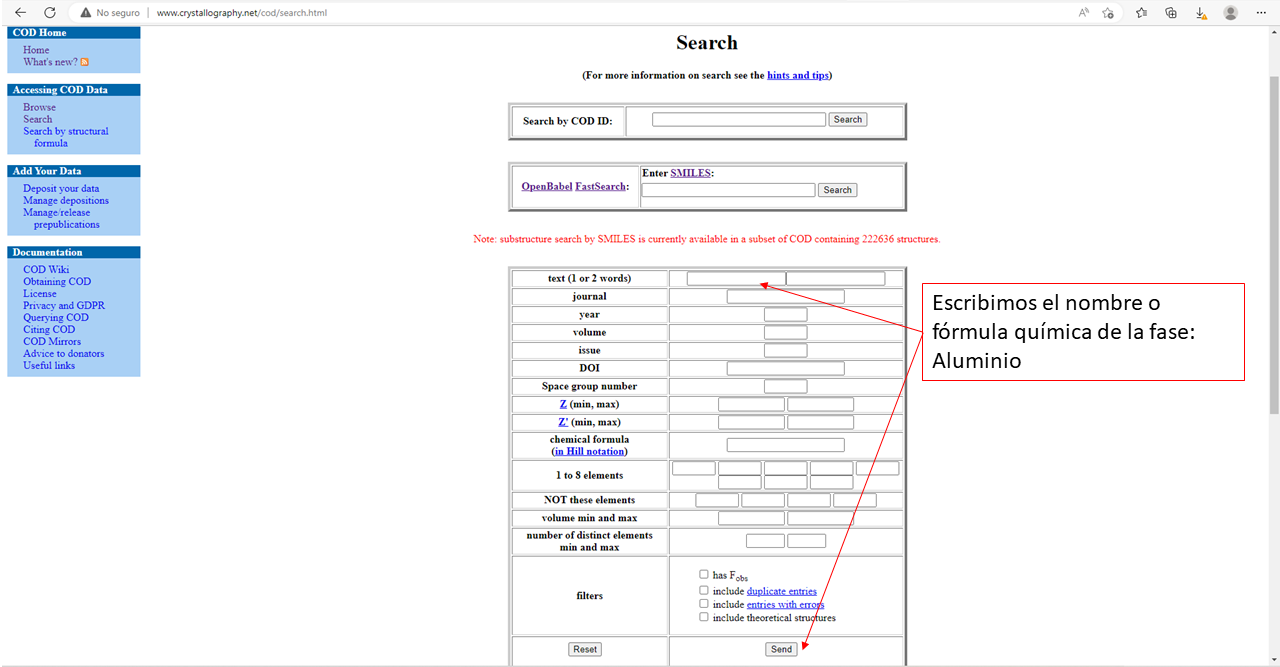 No seguro
www.crystallography.net/cod/search.html
COD Home
Home
What's new?
Accessing COD Data
Browse
Search
Search by structural
formula
Add Your Data
Deposit your data
Manage depositions
Manage/release
prepublications
Documentation
COD Wiki
Obtaining COD
License
Privacy and GDPR
Querying COD
Citing COD
COD Mirrors
Advice to donators
Useful links
Search
(For more information on search see the hints and tips)
Search by COD ID:
Search
OpenBabel FastSearch:
Enter SMILES:
Search
Note: substructure search by SMILES is currently available in a subset of COD containing 222636 structures.
text (1 or 2 words)
journal
year
volume
issue
DOI
Space group number
Z (min, max)
Z' (min, max)
chemical formula
(in Hill notation)
1 to 8 elements
NOT these elements
volume min and max
number of distinct elements
min and max
filters
has Fobs
include duplicate entries
include entries with errors
include theoretical structures
Reset
Send
Escribimos el nombre o
fórmula química de la fase:
Aluminio